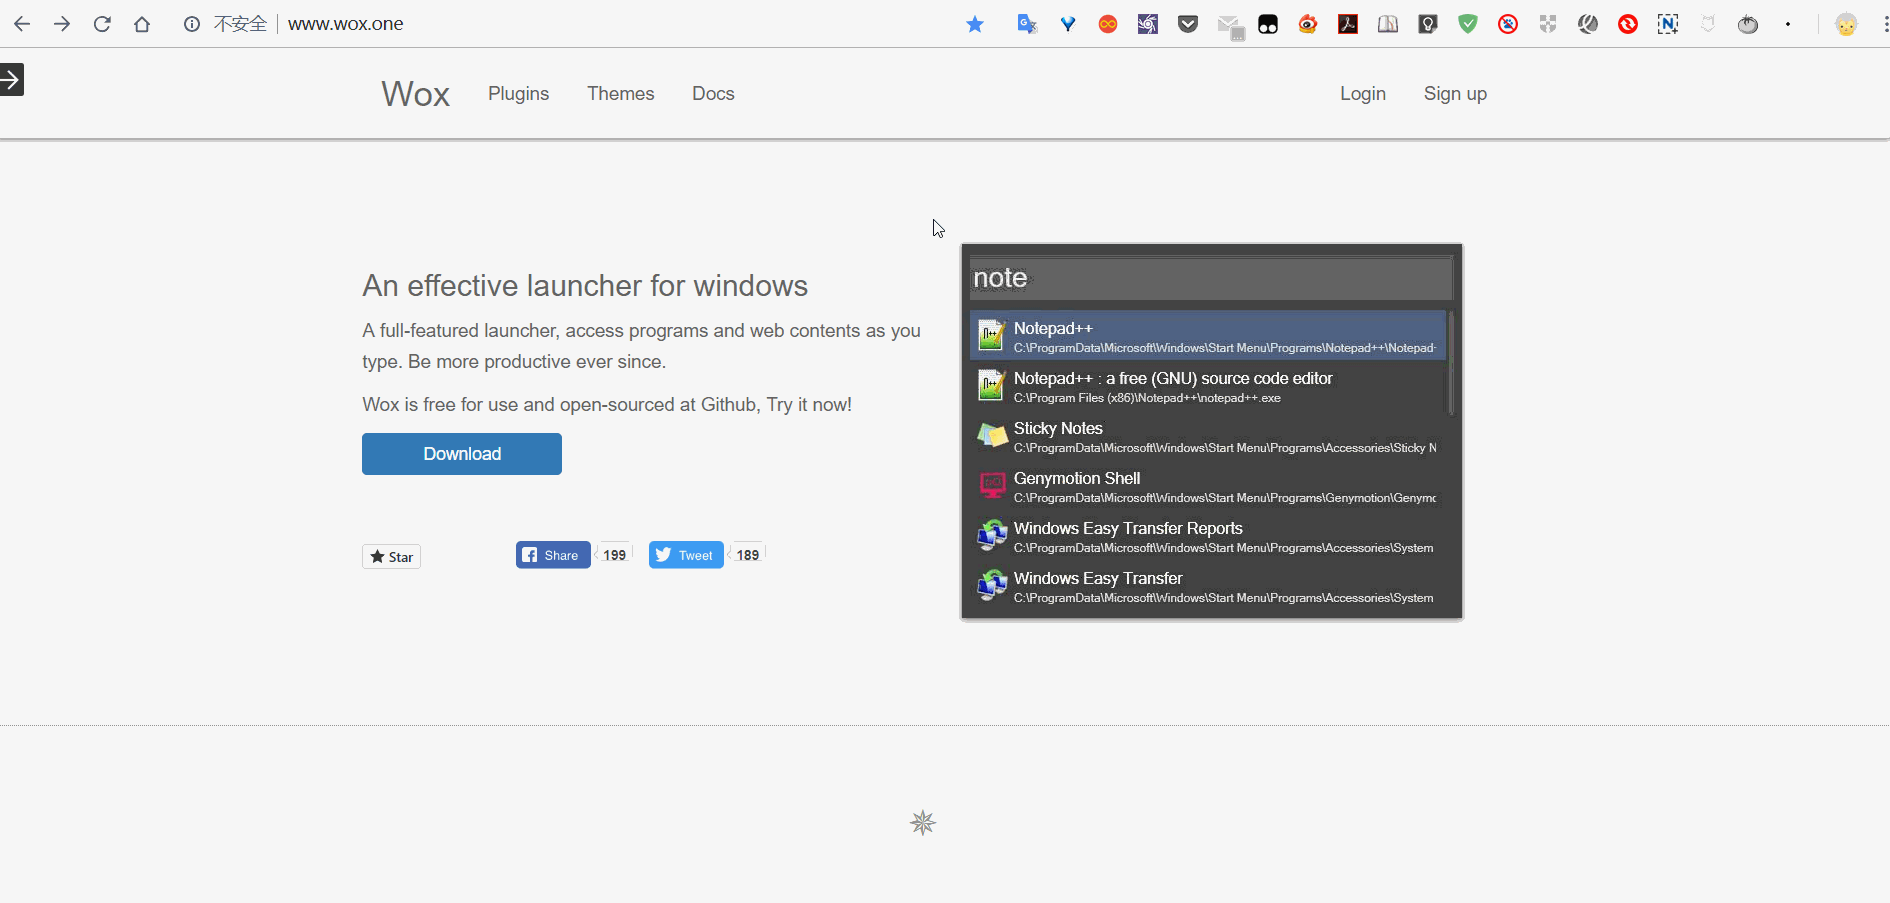 不安全 www.wox.one
Wox Plugins Themes Docs Login Sign up
An effective launcher for windows
A full-featured launcher, access programs and web contents as you
type. Be more productive ever since.
Wox is free for use and open-sourced at Github, Try it now!
Download
Star Share 199 Tweet 189
note
Notepad++
C:\ProgramData\Microsoft\Windows\Start Menu\Programs\Notepad++\Notepad-
Notepad++ : a free (GNU) source code editor
C:\Program Files (x86)\Notepad++\notepad++.exe
Sticky Notes
C:\ProgramData\Microsoft\Windows\Start Menu\Programs\Accessories\Sticky N
Genymotion Shell
C:\ProgramData\Microsoft\Windows\Start Menu\Programs\Genymotion\Genymc
Windows Easy Transfer Reports
C:\ProgramData\Microsoft\Windows\Start Menu\Programs\Accessories\System
Windows Easy Transfer
C:\ProgramData\Microsoft\Windows\Start Menu\Programs\Accessories\System